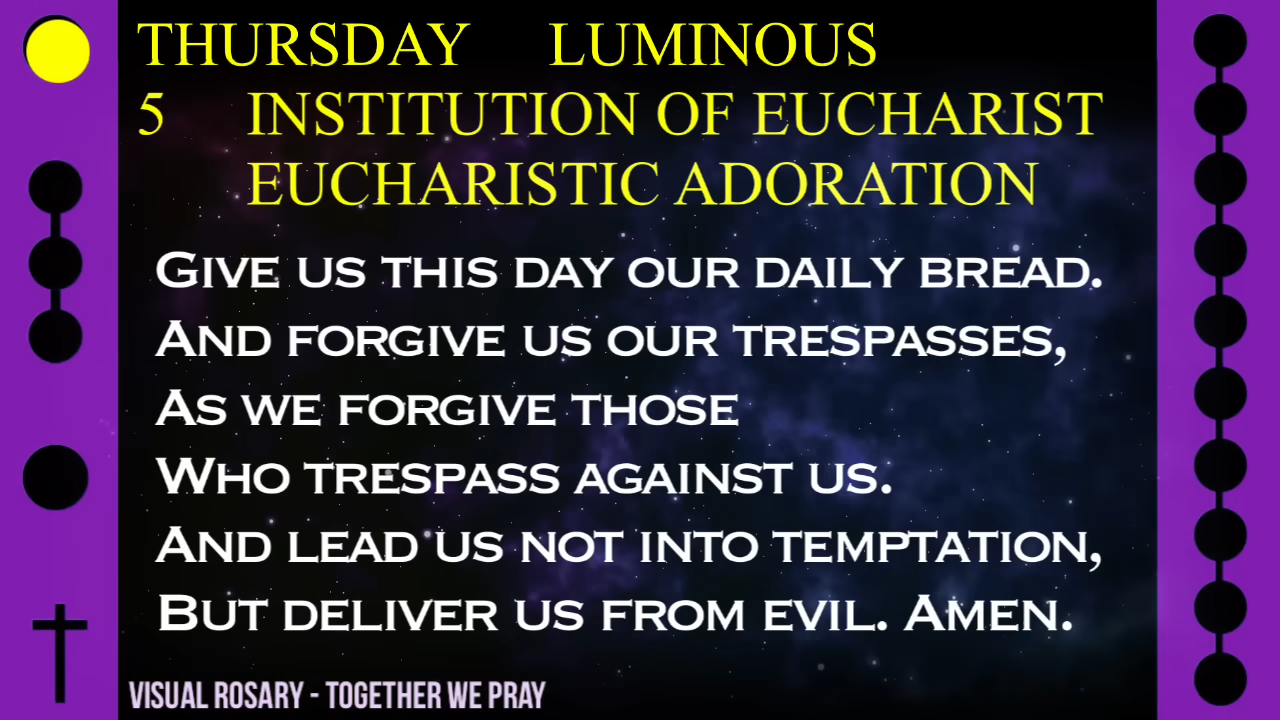 THURSDAY LUMINOUS
5 INSTITUTION OF EUCHARIST
EUCHARISTIC ADORATION
GIVE US THIS DAY OUR DAILY BREAD.
AND FORGIVE US OUR TRESPASSES,
AS WE FORGIVE THOSE
WHO TRESPASS AGAINST US.
AND LEAD US NOT INTO TEMPTATION,
BUT DELIVER US FROM EVIL. AMEN.
VISUAL ROSARY - TOGETHER WE PRAY